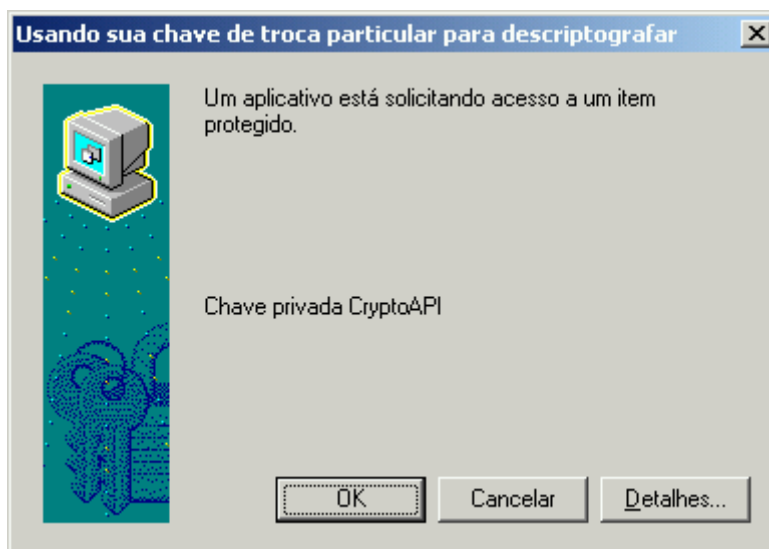 Usando sua chave de troca particular para descriptografar
Um aplicativo está solicitando acesso a um item
protegido.
Chave privada CryptoAPI
OK
Cancelar
Detalhes...